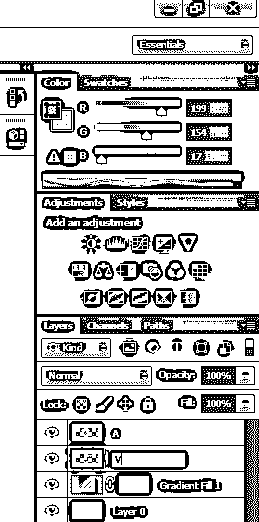 Essentials
Color Swatches
R 199
G 154
B 17
Adjustments Styles
Add an adjustment
Layers Channels Paths
Kind
Normal Opacity: 100%
Lock: Fill: 100%
A
V
Gradient Fill 1
Layer 0